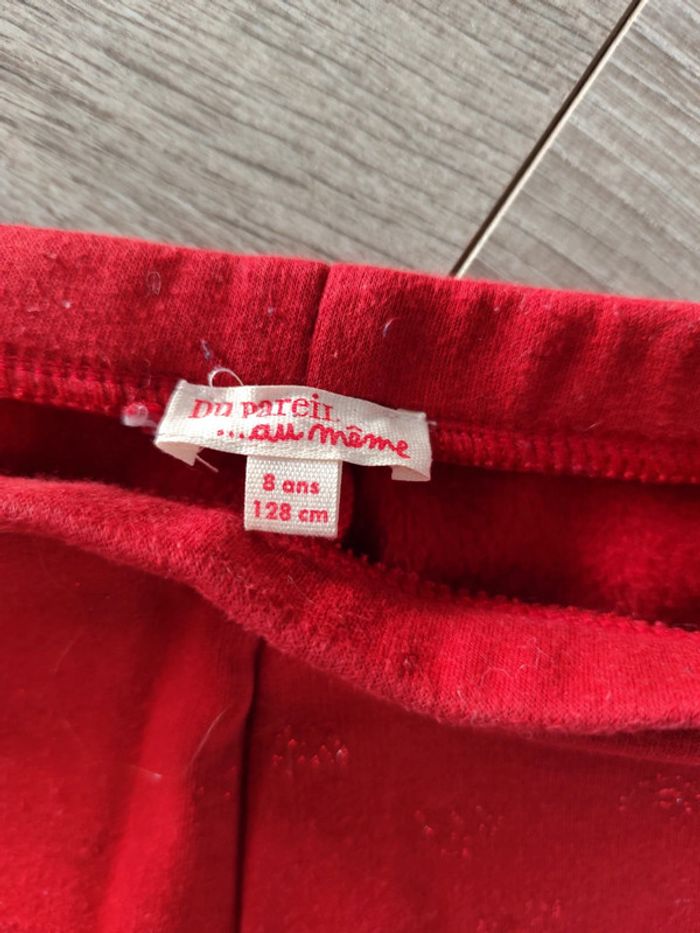 DU PAREIL
...au même
8 ans
128 cm